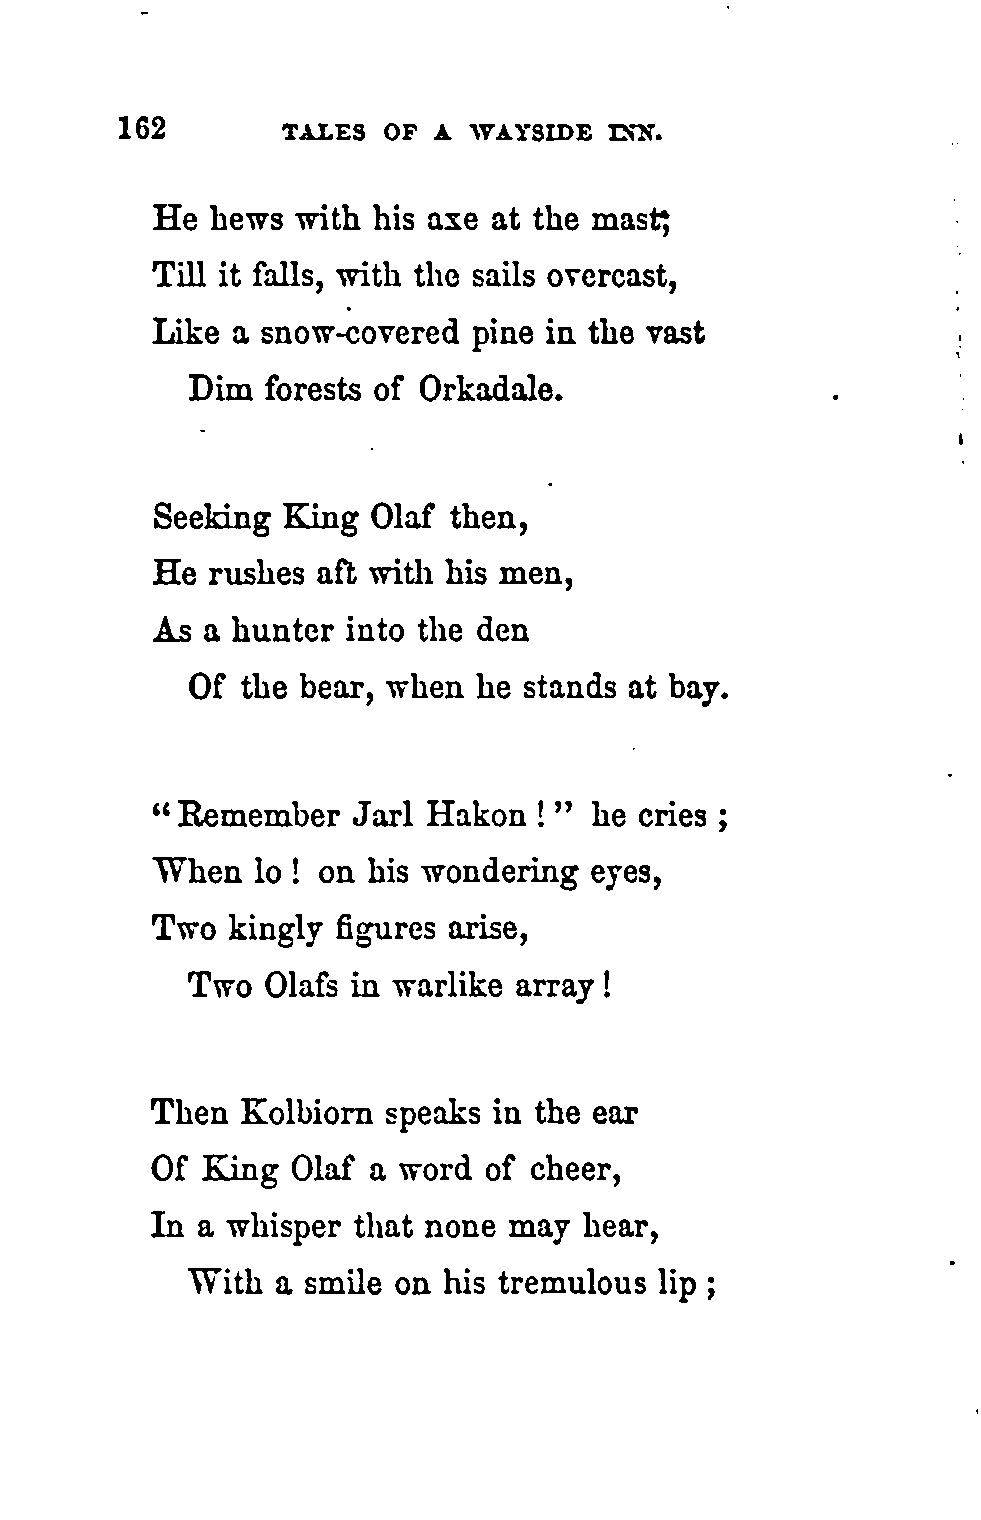 162 TALES OF A WAYSIDE INN.
He hews with his axe at the mast,
Till it falls, with the sails overcast,
Like a snow-covered pine in the vast
Dim forests of Orkadale.
Seeking King Olaf then,
He rushes aft with his men,
As a hunter into the den
Of the bear, when he stands at bay.
"Remember Jarl Hakon!" he cries;
When lo! on his wondering eyes,
Two kingly figures arise,
Two Olafs in warlike array!
Then Kolbiorn speaks in the ear
Of King Olaf a word of cheer,
In a whisper that none may hear,
With a smile on his tremulous lip;